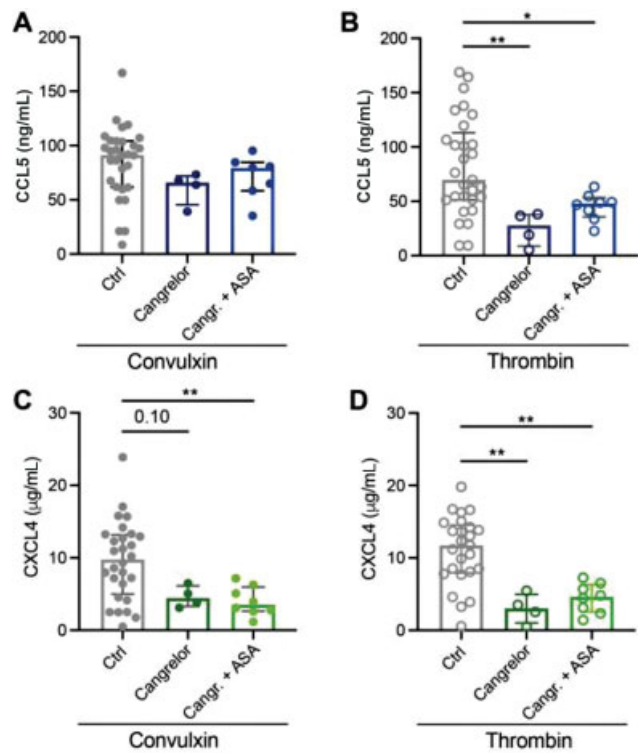 A
200
150
100
50
0
CCL5 (ng/mL)
Ctrl
Cangrelor
Cangr. + ASA
Convulxin
B
*
**
200
150
100
50
0
CCL5 (ng/mL)
Ctrl
Cangrelor
Cangr. + ASA
Thrombin
C
**
0.10
30
20
10
0
CXCL4 (μg/mL)
Ctrl
Cangrelor
Cangr. + ASA
Convulxin
D
**
**
30
20
10
0
CXCL4 (μg/mL)
Ctrl
Cangrelor
Cangr. + ASA
Thrombin